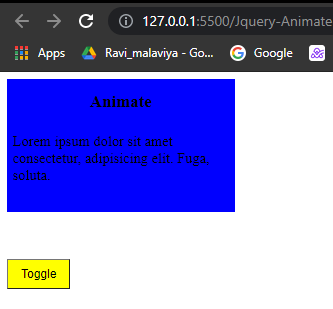 127.0.0.1:5500/Jquery-Animate
Apps
Ravi_malaviya - Go...
Google
Animate
Lorem ipsum dolor sit amet
consectetur, adipisicing elit. Fuga,
soluta.
Toggle